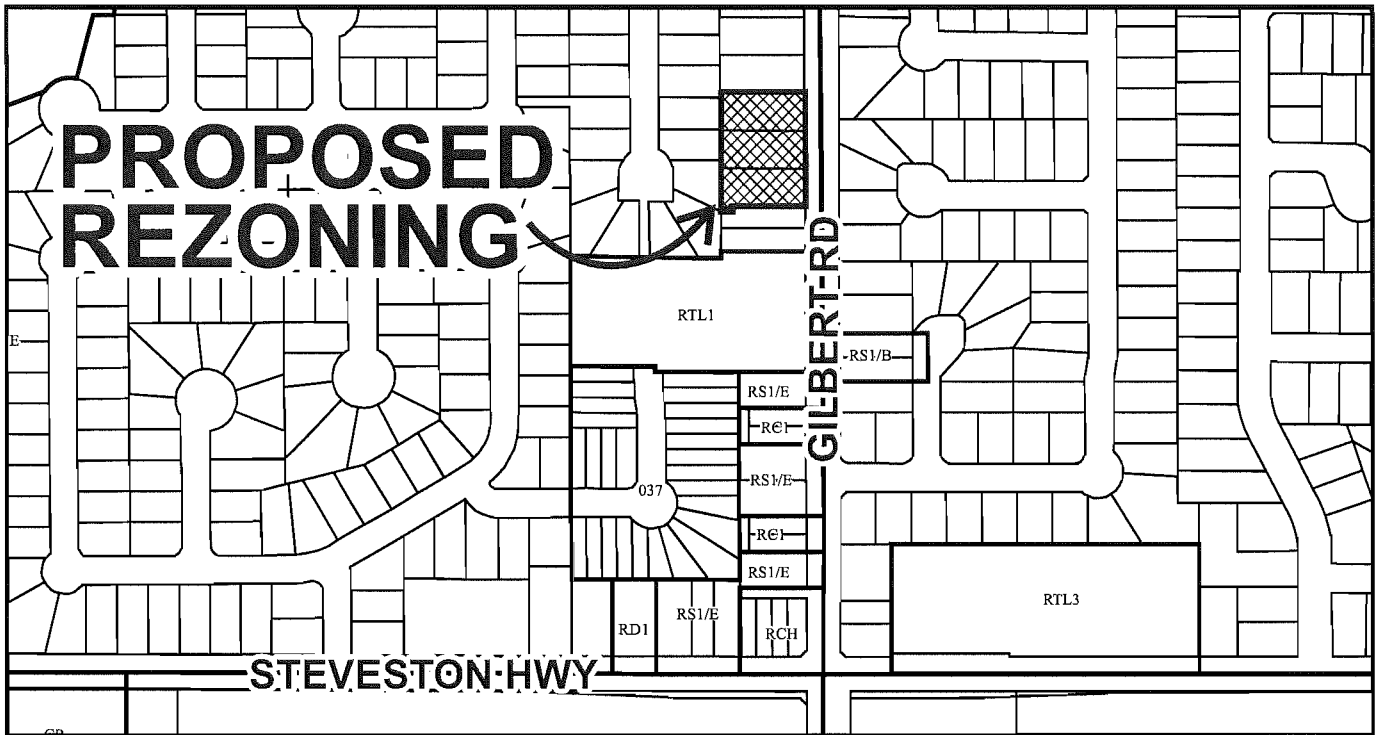 PROPOSED
REZONING
GILBERT RD
RTL1
RS1/B
E
RS1/E
RC1
RS1/E
037
RC1
RS1/E
RTL3
RD1
RS1/E
RCH
STEVESTON HWY